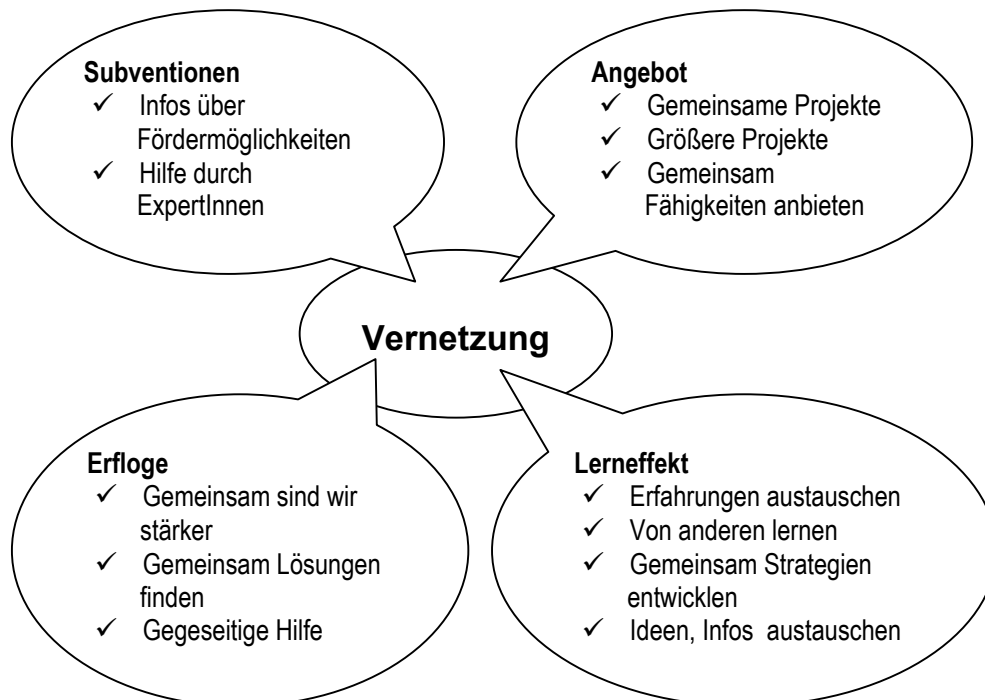 Subventionen
✓ Infos über
Fördermöglichkeiten
✓ Hilfe durch
ExpertInnen
Angebot
✓ Gemeinsame Projekte
✓ Größere Projekte
✓ Gemeinsam
Fähigkeiten anbieten
Vernetzung
Erfloge
✓ Gemeinsam sind wir
stärker
✓ Gemeinsam Lösungen
finden
✓ Gegeseitige Hilfe
Lerneffekt
✓ Erfahrungen austauschen
✓ Von anderen lernen
✓ Gemeinsam Strategien
entwicklen
✓ Ideen, Infos  austauschen